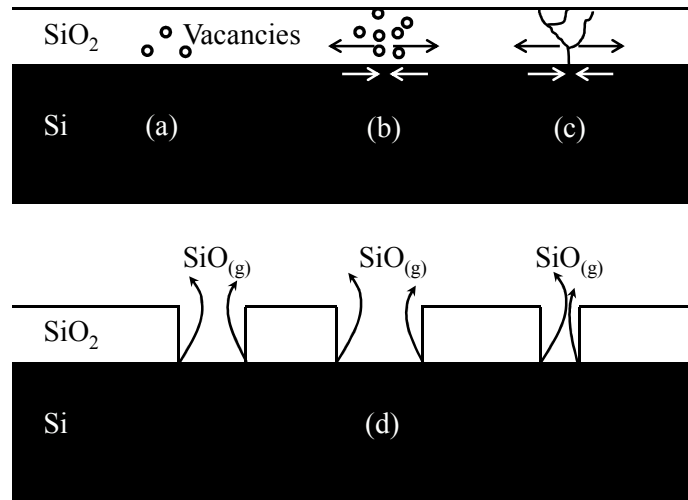 SiO₂ Vacancies
Si (a) (b) (c)
SiO(g) SiO(g) SiO(g)
SiO₂
Si (d)